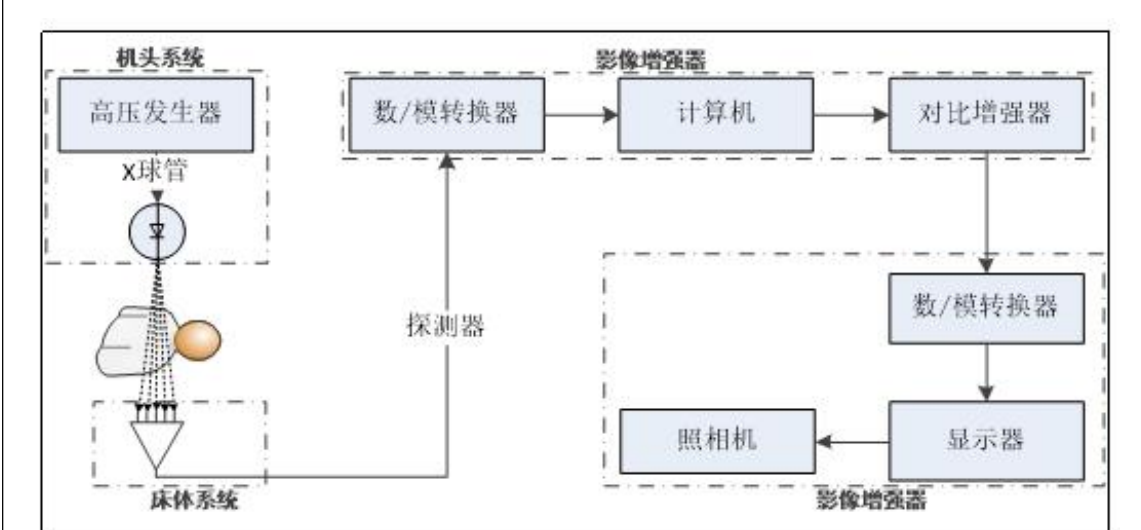 机头系统
高压发生器
X球管
影像增强器
数/模转换器
计算机
对比增强器
探测器
数/模转换器
显示器
照相机
影像增强器
床体系统